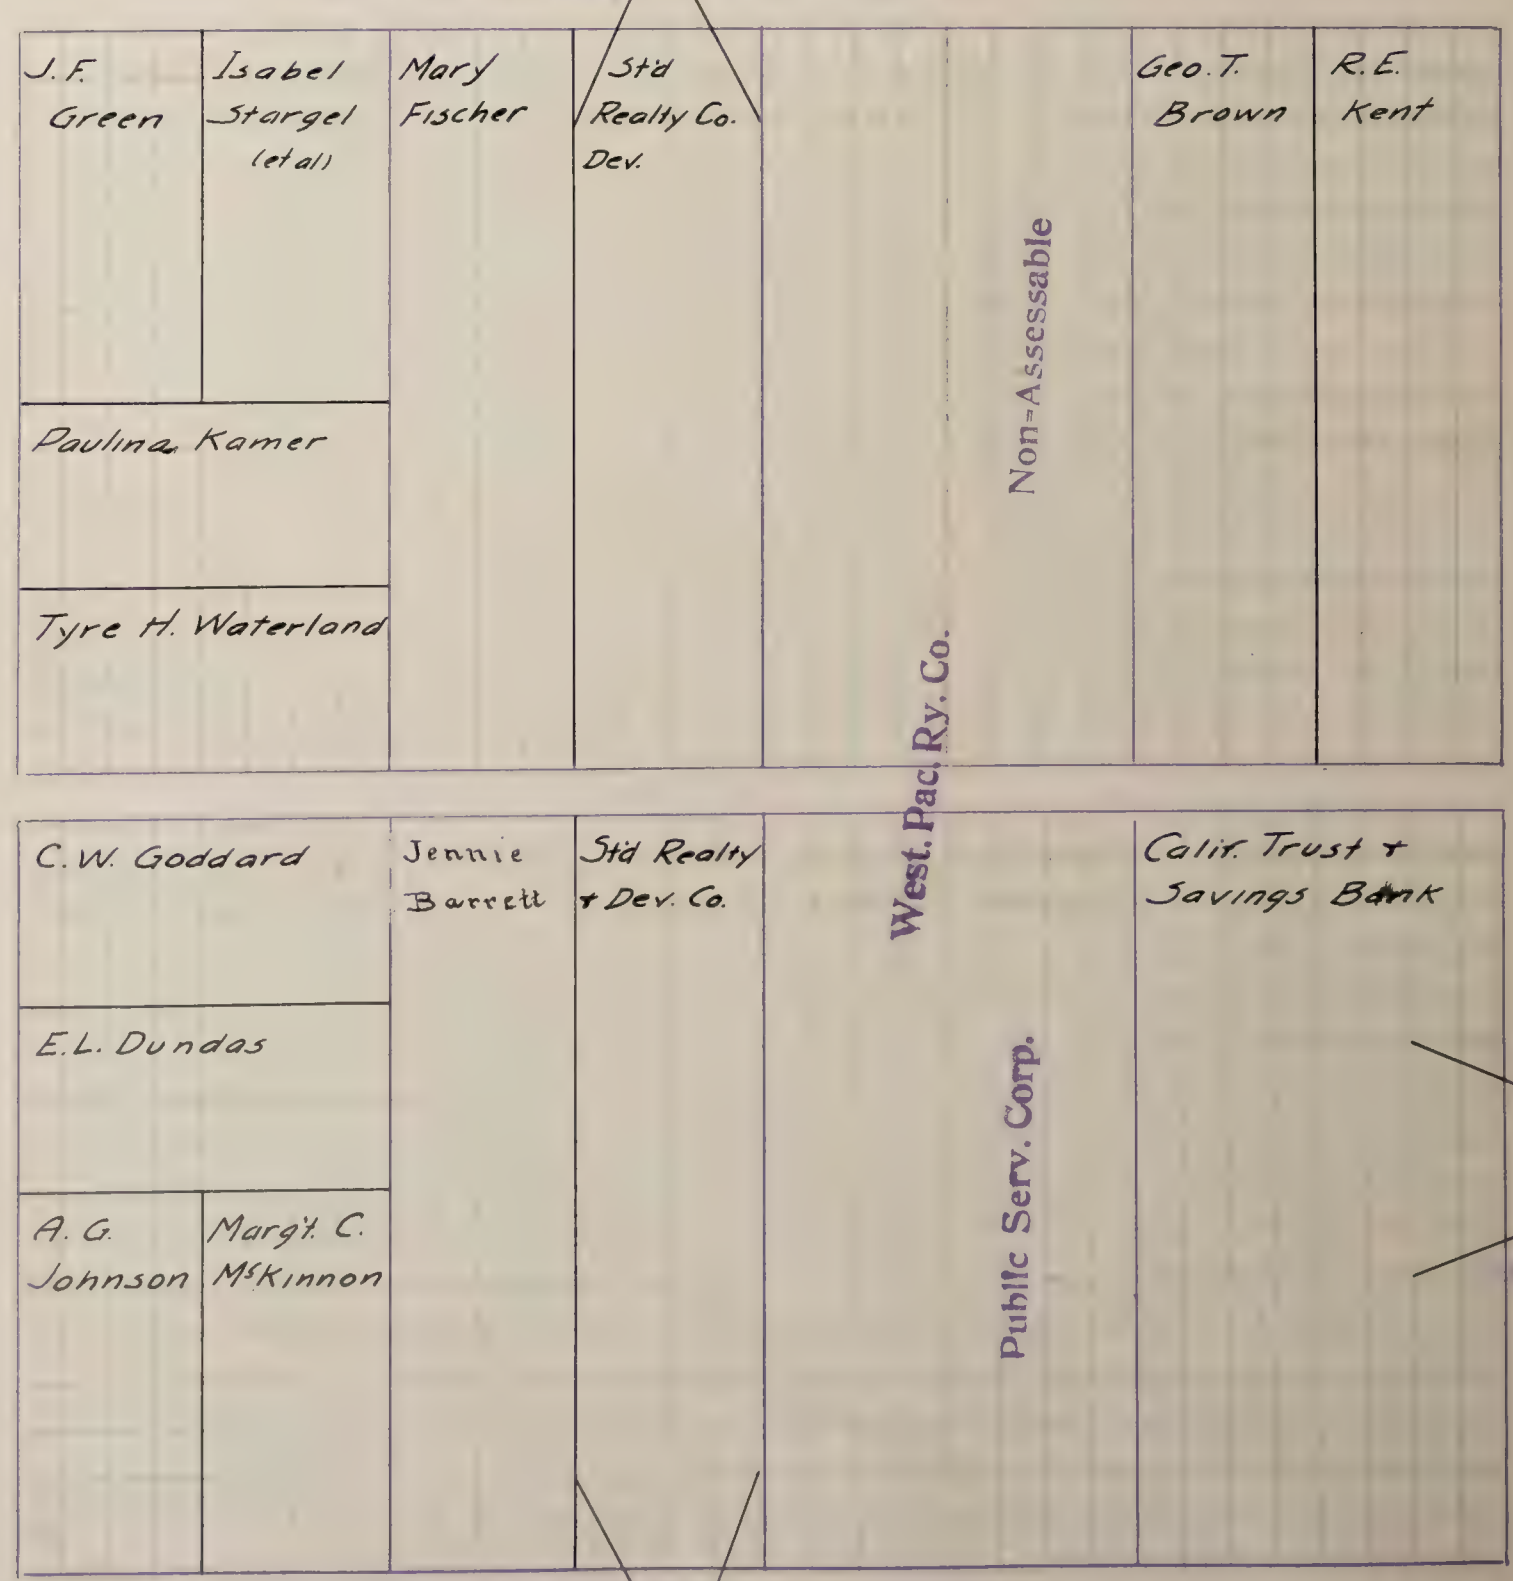 J. F.
Green
Isabel
Stargel
(et al)
Mary
Fischer
Std
Realty Co.
Dev.
Non=Assessable
Geo. T.
Brown
R. E.
Kent
Paulina Kamer
Tyre H. Waterland
West. Pac. Ry. Co.
C. W. Goddard
Jennie
Barrett
St'd Realty
+ Dev. Co.
Calif. Trust +
Savings Bank
E. L. Dundas
Public Serv. Corp.
A. G.
Johnson
Marg't. C.
McKinnon